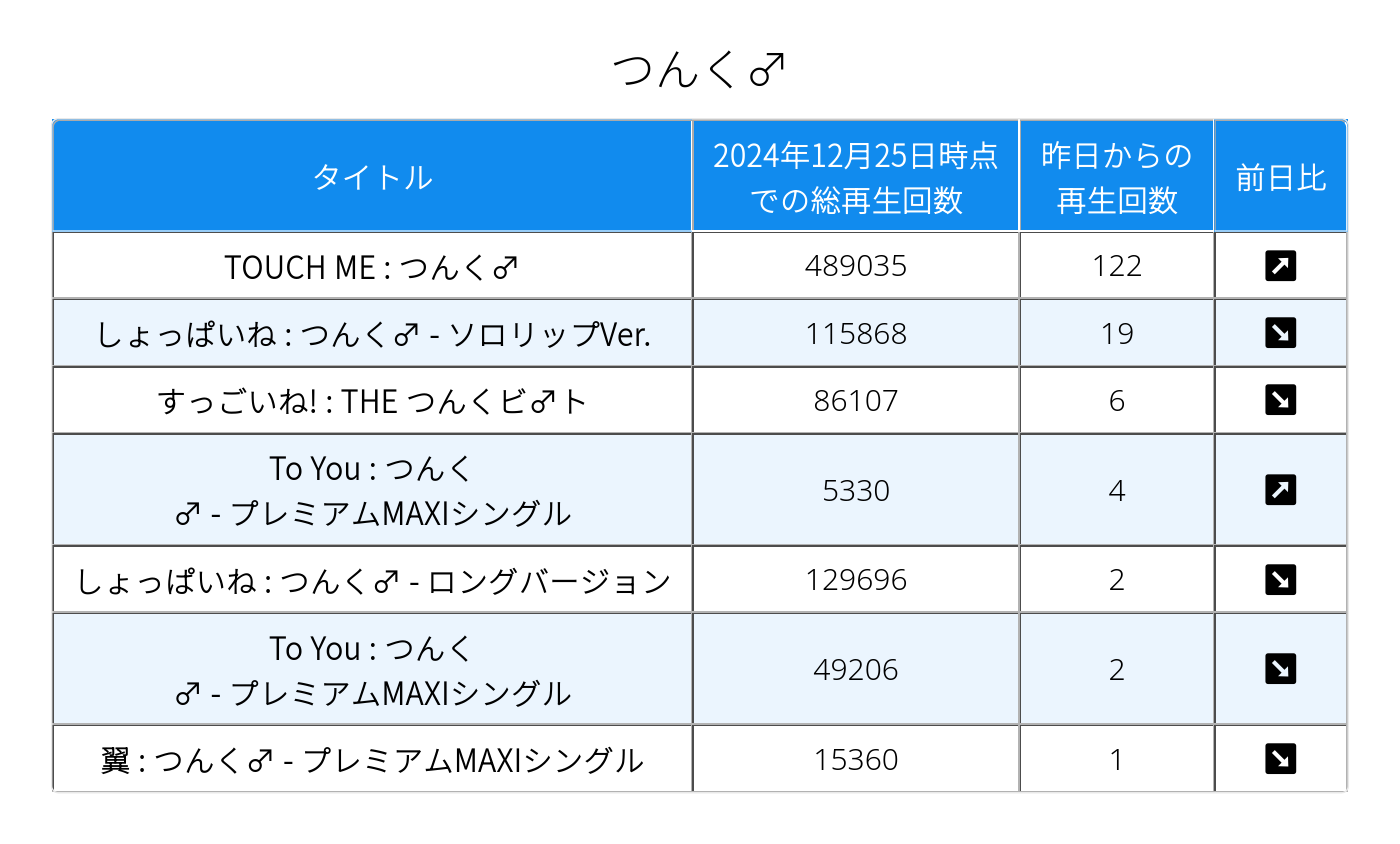 つんく♂
タイトル
2024年12月25日時点
での総再生回数
昨日からの
再生回数
前日比
TOUCH ME : つんく♂
489035
122
↗
しょっぱいね : つんく♂ - ソロリップVer.
115868
19
↘
すっごいね! : THE つんくビ♂ト
86107
6
↘
To You : つんく
♂ - プレミアムMAXIシングル
5330
4
↗
しょっぱいね : つんく♂ - ロングバージョン
129696
2
↘
To You : つんく
♂ - プレミアムMAXIシングル
49206
2
↘
翼 : つんく♂ - プレミアムMAXIシングル
15360
1
↘